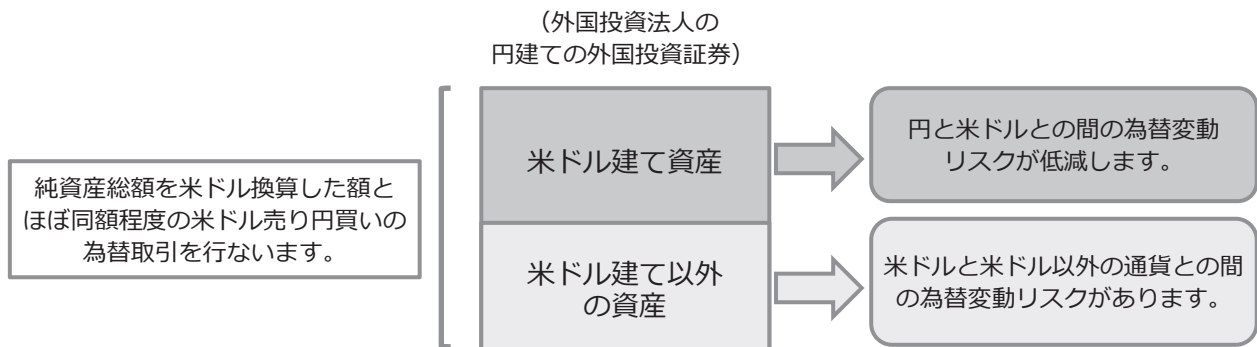 （外国投資法人の
円建ての外国投資証券）
純資産総額を米ドル換算した額と
ほぼ同額程度の米ドル売り円買いの
為替取引を行ないます。
米ドル建て資産
円と米ドルとの間の為替変動
リスクが低減します。
米ドル建て以外
の資産
米ドルと米ドル以外の通貨との間
の為替変動リスクがあります。